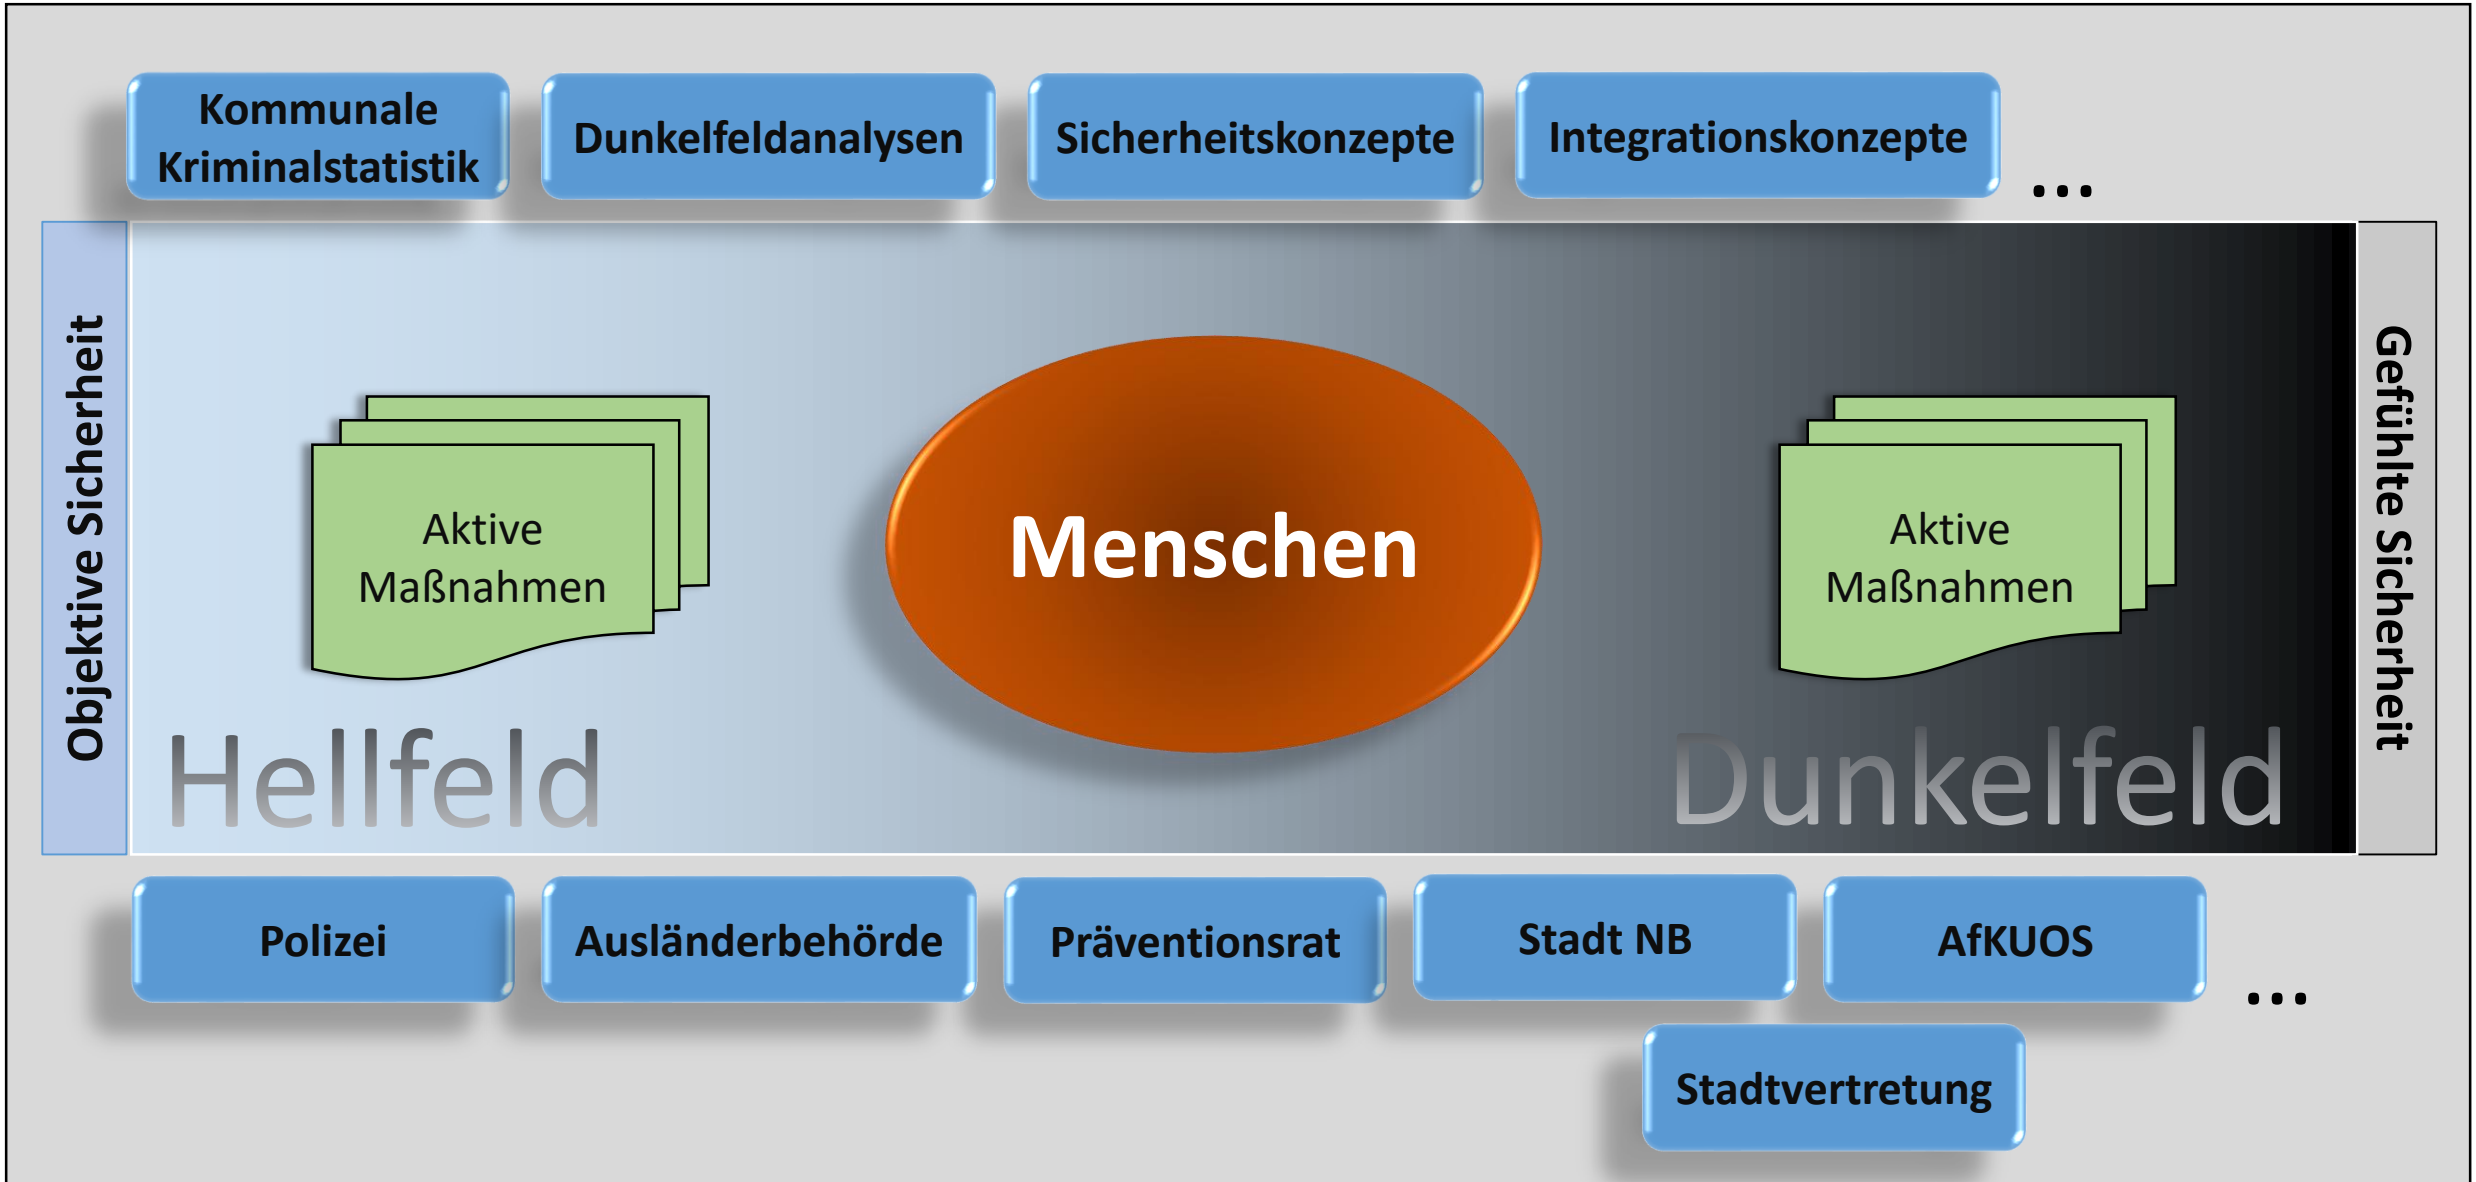 Kommunale
Kriminalstatistik
Dunkelfeldanalysen
Sicherheitskonzepte
Integrationskonzepte
...
Objektive Sicherheit
Aktive
Maßnahmen
Hellfeld
Menschen
Aktive
Maßnahmen
Dunkelfeld
Gefühlte Sicherheit
Polizei
Ausländerbehörde
Präventionsrat
Stadt NB
AfKUOS
...
Stadtvertretung